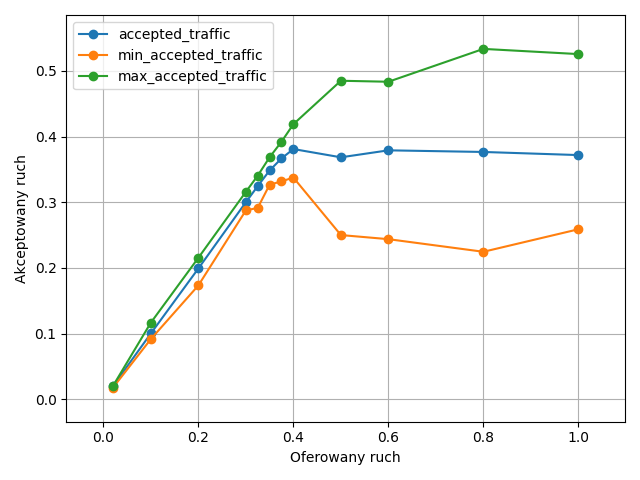 accepted_traffic
min_accepted_traffic
max_accepted_traffic
0.5
0.4
0.3
0.2
0.1
0.0
Akceptowany ruch
0.0 0.2 0.4 0.6 0.8 1.0
Oferowany ruch